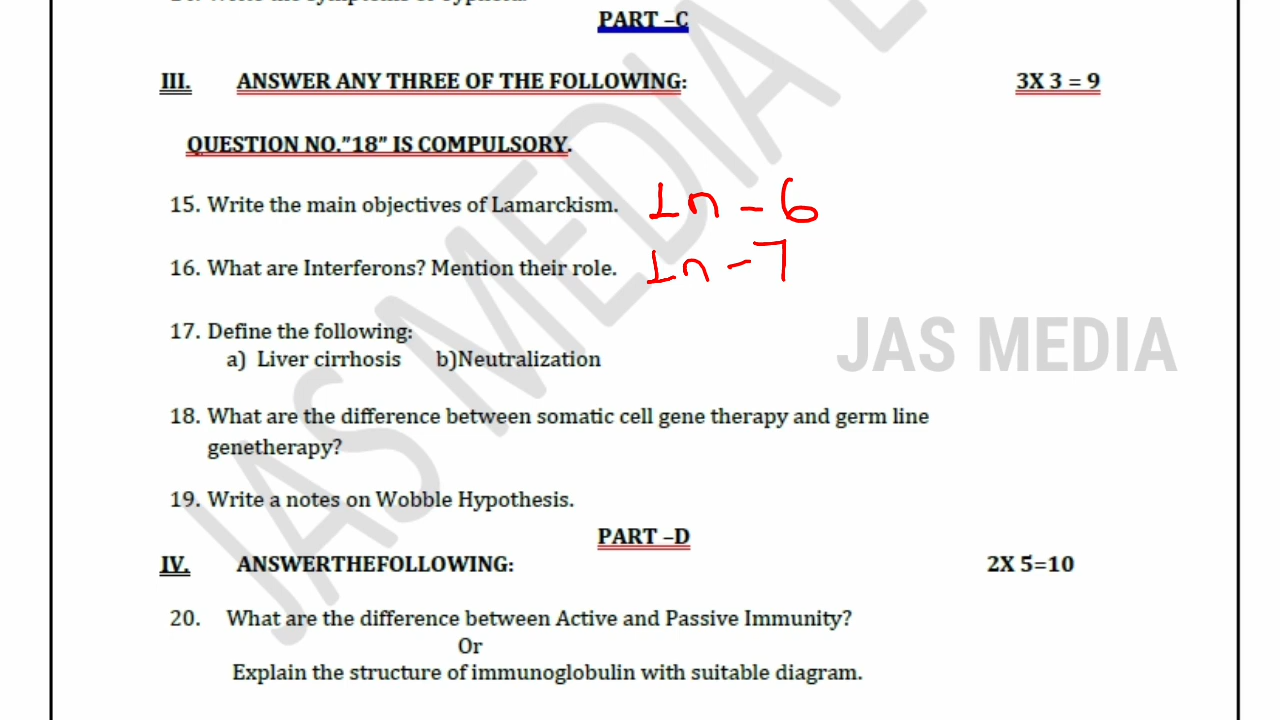 PART –C
III. ANSWER ANY THREE OF THE FOLLOWING: 3X 3 = 9
QUESTION NO."18" IS COMPULSORY.
15. Write the main objectives of Lamarckism. Ln – 6
16. What are Interferons? Mention their role. Ln – 7
17. Define the following:
a) Liver cirrhosis b)Neutralization
JAS MEDIA
18. What are the difference between somatic cell gene therapy and germ line
genetherapy?
19. Write a notes on Wobble Hypothesis.
PART –D
IV. ANSWERTHEFOLLOWING: 2X 5=10
20. What are the difference between Active and Passive Immunity?
Or
Explain the structure of immunoglobulin with suitable diagram.
JAS MEDIA